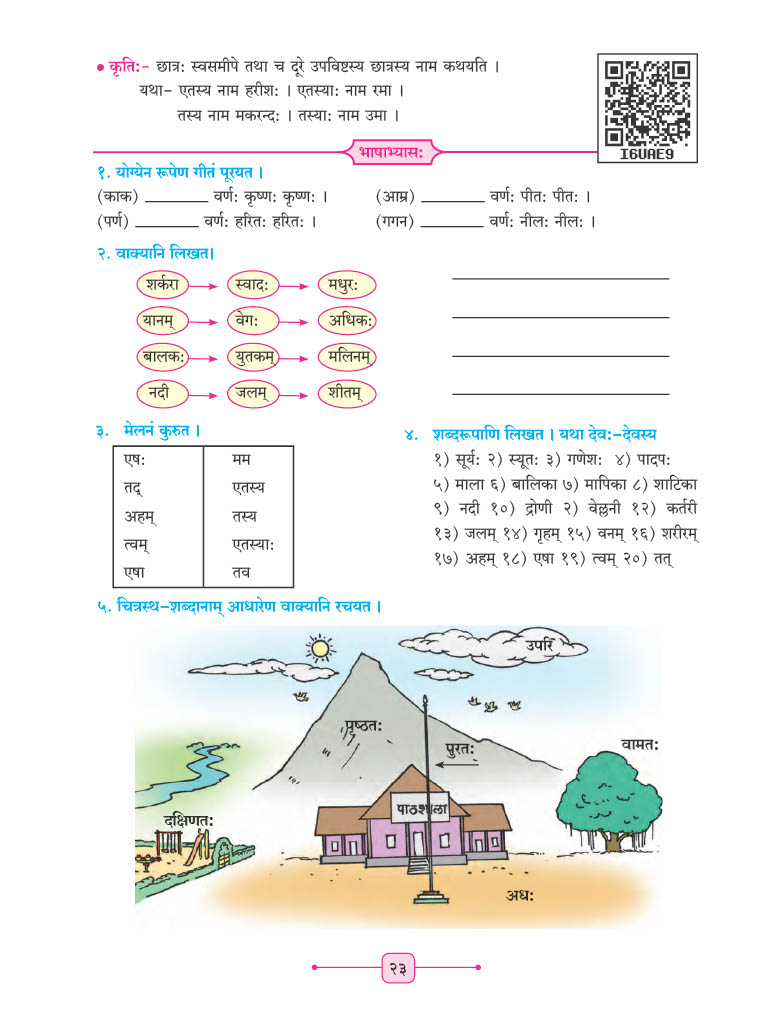 • कृति:- छात्र: स्वसमीपे तथा च दूरे उपविष्टस्य छात्रस्य नाम कथयति ।
यथा- एतस्य नाम हरीश: । एतस्या: नाम रमा ।
तस्य नाम मकरन्द: । तस्या: नाम उमा ।
I6UAE9
भाषाभ्यास:
१. योग्येन रूपेण गीतं पूरयत ।
(काक) ________ वर्ण: कृष्ण: कृष्ण: । (आम्र) ________ वर्ण: पीत: पीत: ।
(पर्ण) ________ वर्ण: हरित: हरित: । (गगन) ________ वर्ण: नील: नील: ।
२. वाक्यानि लिखत।
शर्करा स्वाद: मधुर:
यानम् वेग: अधिक:
बालक: युतकम् मलिनम्
नदी जलम् शीतम्
३. मेलनं कुरुत ।
एष: मम
तद् एतस्य
अहम् तस्य
त्वम् एतस्या:
एषा तव
४. शब्दरूपाणि लिखत । यथा देव:-देवस्य
१) सूर्य: २) स्यूत: ३) गणेश: ४) पादप:
५) माला ६) बालिका ७) मापिका ८) शाटिका
९) नदी १०) द्रोणी २) वेल्लनी १२) कर्तरी
१३) जलम् १४) गृहम् १५) वनम् १६) शरीरम्
१७) अहम् १८) एषा १९) त्वम् २०) तत्
५. चित्रस्थ-शब्दानाम् आधारेण वाक्यानि रचयत ।
उपरि
पृष्ठत:
पुरत:
वामत:
पाठशाला
दक्षिणत:
अध:
२३